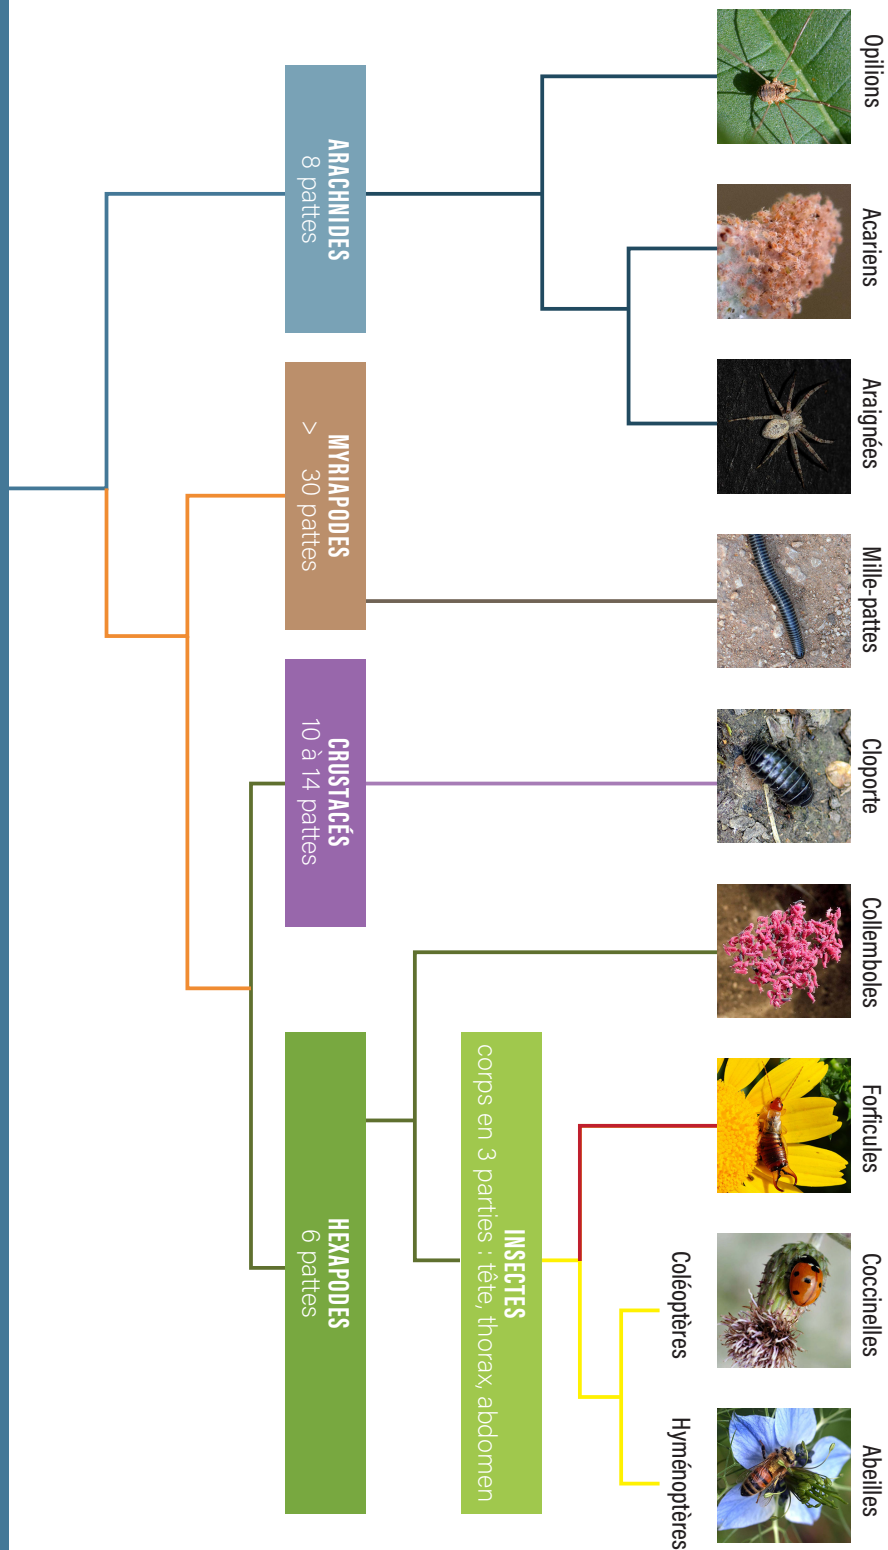 Opilions
Acariens
Araignées
Mille-pattes
Cloporte
Collemboles
Forficules
Coccinelles
Abeilles
Coléoptères
Hyménoptères
INSECTES
corps en 3 parties : tête, thorax, abdomen
ARACHNIDES
8 pattes
MYRIAPODES
> 30 pattes
CRUSTACÉS
10 à 14 pattes
HEXAPODES
6 pattes